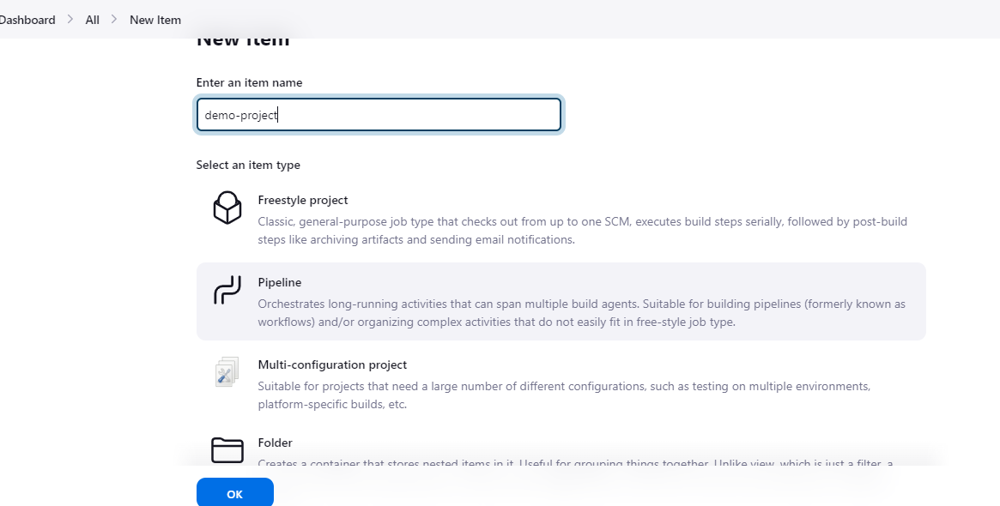 Dashboard > All > New Item
New Item
Enter an item name
demo-project
Select an item type
Freestyle project
Classic, general-purpose job type that checks out from up to one SCM, executes build steps serially, followed by post-build
steps like archiving artifacts and sending email notifications.
Pipeline
Orchestrates long-running activities that can span multiple build agents. Suitable for building pipelines (formerly known as
workflows) and/or organizing complex activities that do not easily fit in free-style job type.
Multi-configuration project
Suitable for projects that need a large number of different configurations, such as testing on multiple environments,
platform-specific builds, etc.
Folder
Creates a container that stores nested items in it. Useful for grouping things together. Unlike view, which is just a filter, a
OK